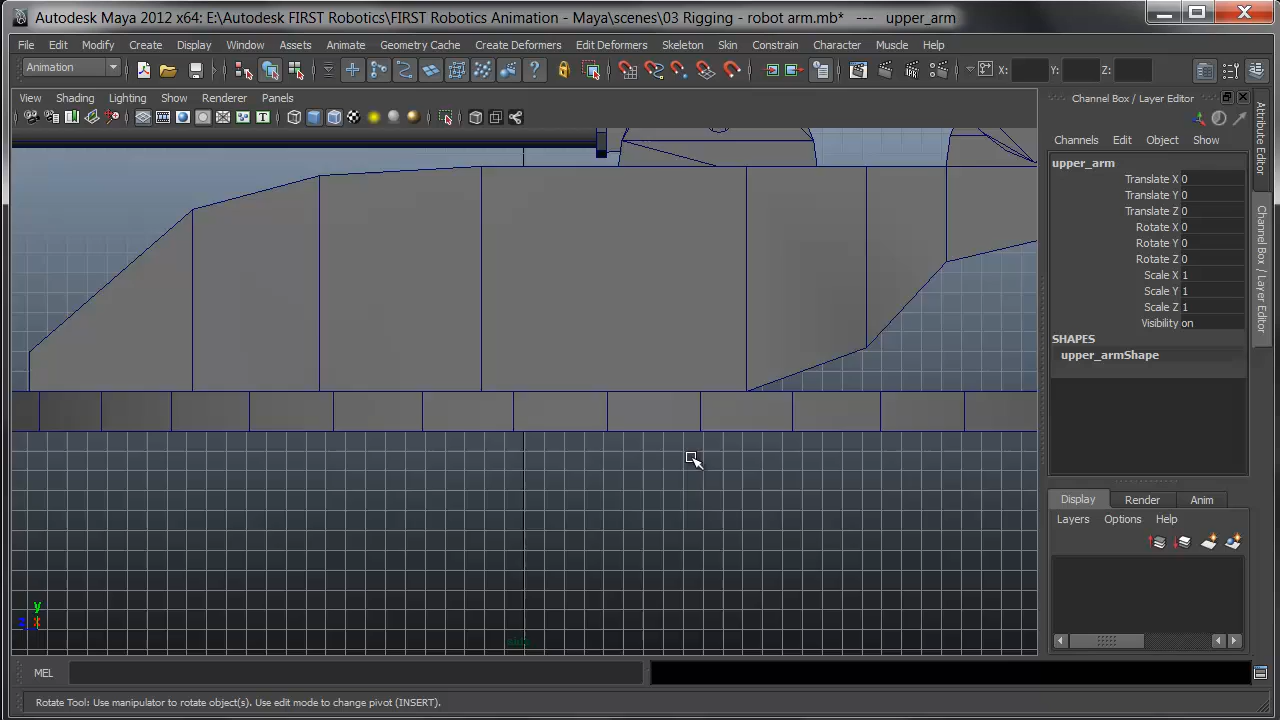 Autodesk Maya 2012 x64: E:\Autodesk FIRST Robotics\FIRST Robotics Animation - Maya\scenes\03 Rigging - robot arm.mb* --- upper_arm
File Edit Modify Create Display Window Assets Animate Geometry Cache Create Deformers Edit Deformers Skeleton Skin Constrain Character Muscle Help
Animation X: Y: Z:
View Shading Lighting Show Renderer Panels
Channel Box / Layer Editor
Channels Edit Object Show
upper_arm
Translate X 0
Translate Y 0
Translate Z 0
Rotate X 0
Rotate Y 0
Rotate Z 0
Scale X 1
Scale Y 1
Scale Z 1
Visibility on
SHAPES
upper_armShape
Attribute Editor
Channel Box / Layer Editor
Display Render Anim
Layers Options Help
y
z x
MEL
Rotate Tool: Use manipulator to rotate object(s). Use edit mode to change pivot (INSERT).